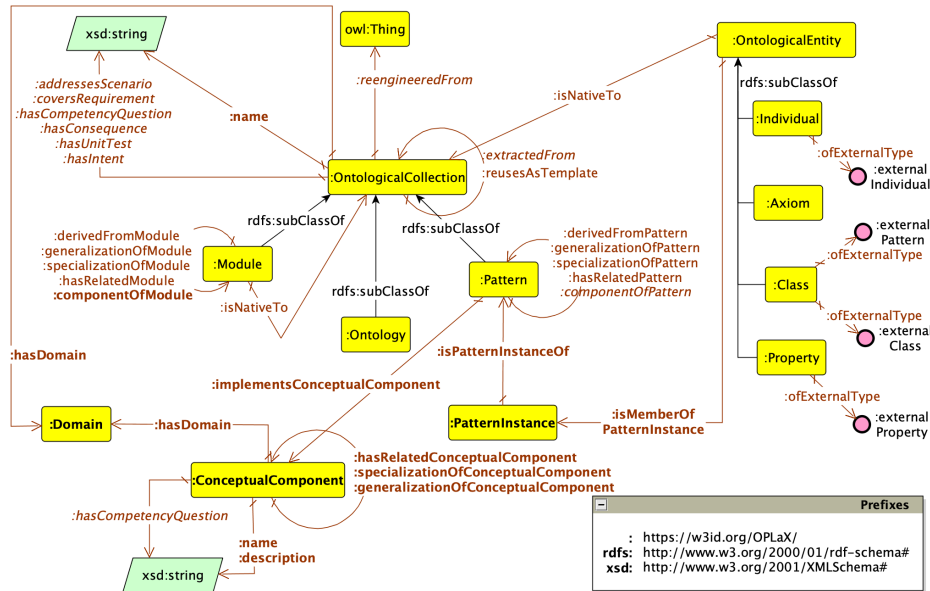 xsd:string
owl:Thing
:OntologicalEntity
rdfs:subClassOf
:addressesScenario
:coversRequirement
:hasCompetencyQuestion
:hasConsequence
:hasUnitTest
:hasIntent
:reengineeredFrom
:isNativeTo
:name
:Individual
:ofExternalType
:external
Individual
:extractedFrom
:reusesAsTemplate
:OntologicalCollection
:Axiom
rdfs:subClassOf
rdfs:subClassOf
:external
Pattern
:ofExternalType
:derivedFromModule
:generalizationOfModule
:specializationOfModule
:hasRelatedModule
:componentOfModule
:Module
:derivedFromPattern
:generalizationOfPattern
:specializationOfPattern
:hasRelatedPattern
:componentOfPattern
:Pattern
:Class
rdfs:subClassOf
:isNativeTo
:ofExternalType
:external
Class
:Ontology
:hasDomain
:isPatternInstanceOf
:Property
:implementsConceptualComponent
:ofExternalType
:external
Property
:Domain
:hasDomain
:PatternInstance
:isMemberOf
PatternInstance
:hasRelatedConceptualComponent
:specializationOfConceptualComponent
:generalizationOfConceptualComponent
:ConceptualComponent
:hasCompetencyQuestion
:name
:description
xsd:string
Prefixes
: https://w3id.org/OPLaX/
rdfs: http://www.w3.org/2000/01/rdf-schema#
xsd: http://www.w3.org/2001/XMLSchema#